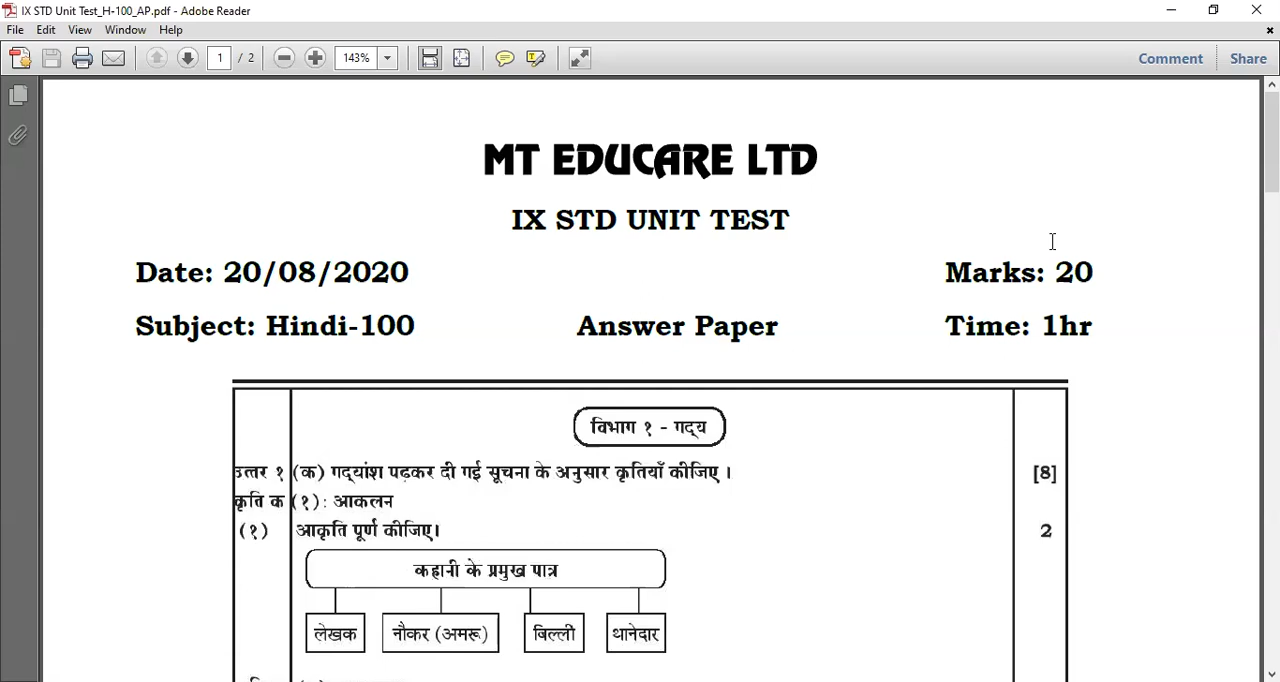 IX STD Unit Test_H-100_AP.pdf - Adobe Reader
File Edit View Window Help
1 / 2 143% Comment Share
MT EDUCARE LTD
IX STD UNIT TEST
Date: 20/08/2020 Marks: 20
Subject: Hindi-100 Answer Paper Time: 1hr
विभाग १ - गद्य
उत्तर १ (क) गद्यांश पढ़कर दी गई सूचना के अनुसार कृतियाँ कीजिए । [8]
कृति क (१): आकलन
(१) आकृति पूर्ण कीजिए। 2
कहानी के प्रमुख पात्र
लेखक नौकर (अमरू) बिल्ली थानेदार